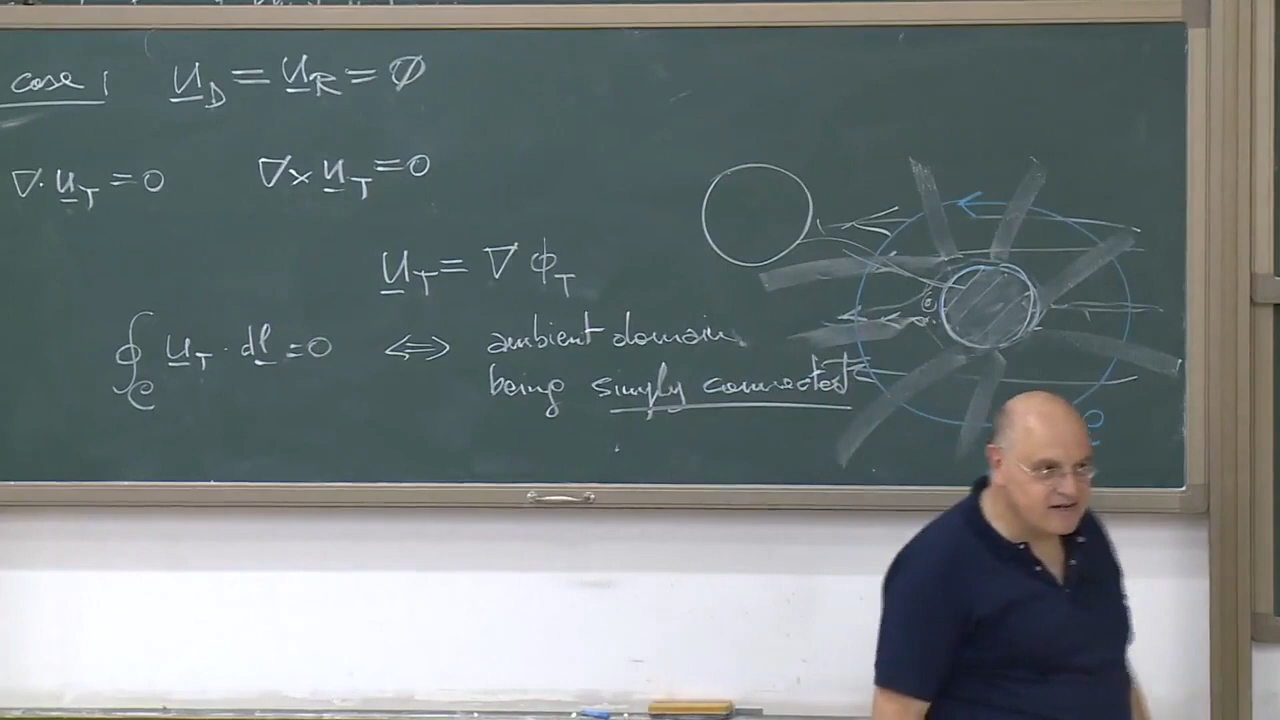 case 1 u_D = u_R = ∅
∇·u_T = 0 ∇×u_T = 0
u_T = ∇ϕ_T
∮_C u_T · dl = 0 ⟺ ambient domain
being simply connected